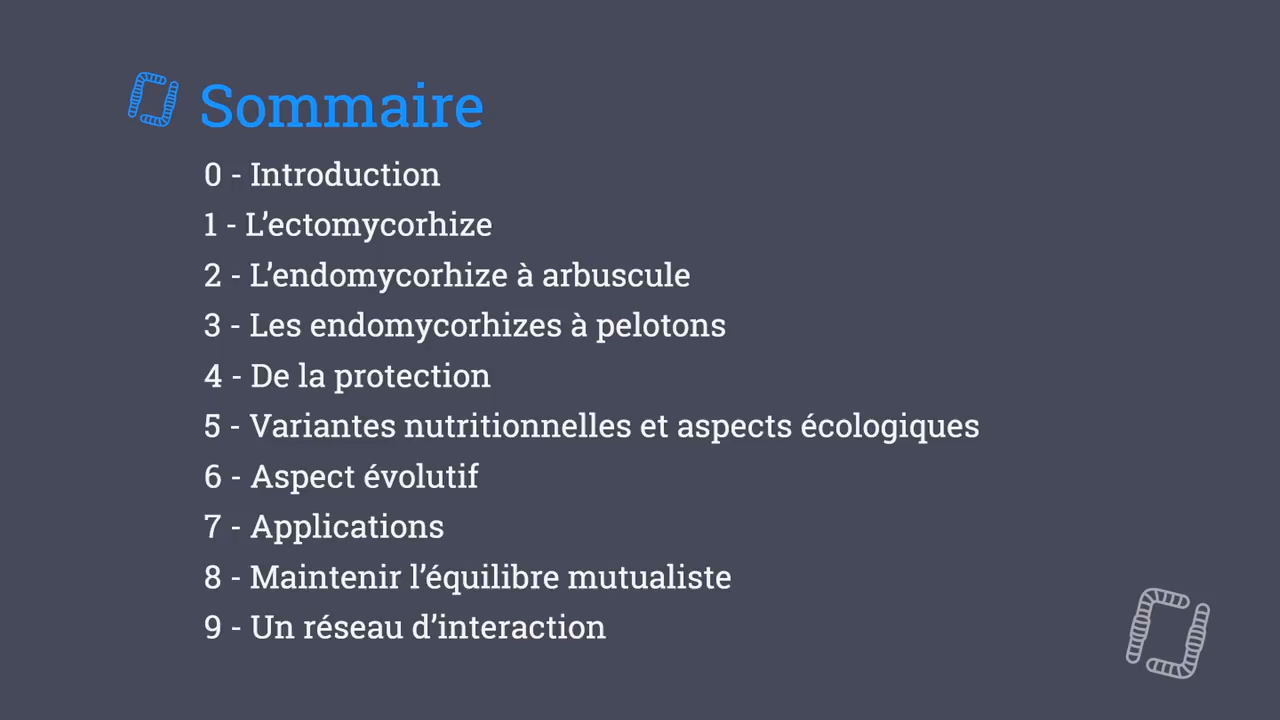 Sommaire
0 - Introduction
1 - L’ectomycorhize
2 - L’endomycorhize à arbuscule
3 - Les endomycorhizes à pelotons
4 - De la protection
5 - Variantes nutritionnelles et aspects écologiques
6 - Aspect évolutif
7 - Applications
8 - Maintenir l’équilibre mutualiste
9 - Un réseau d’interaction